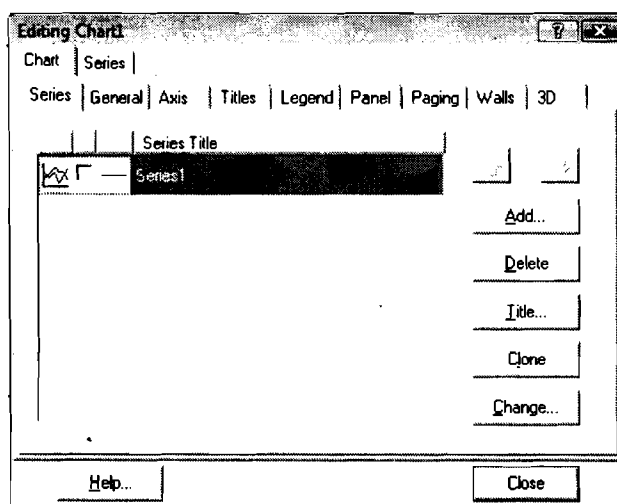 Editing Chart1 ?
Chart Series
Series General Axis Titles Legend Panel Paging Walls 3D
Series Title
Series1
Add...
Delete
Title...
Clone
Change...
Help... Close